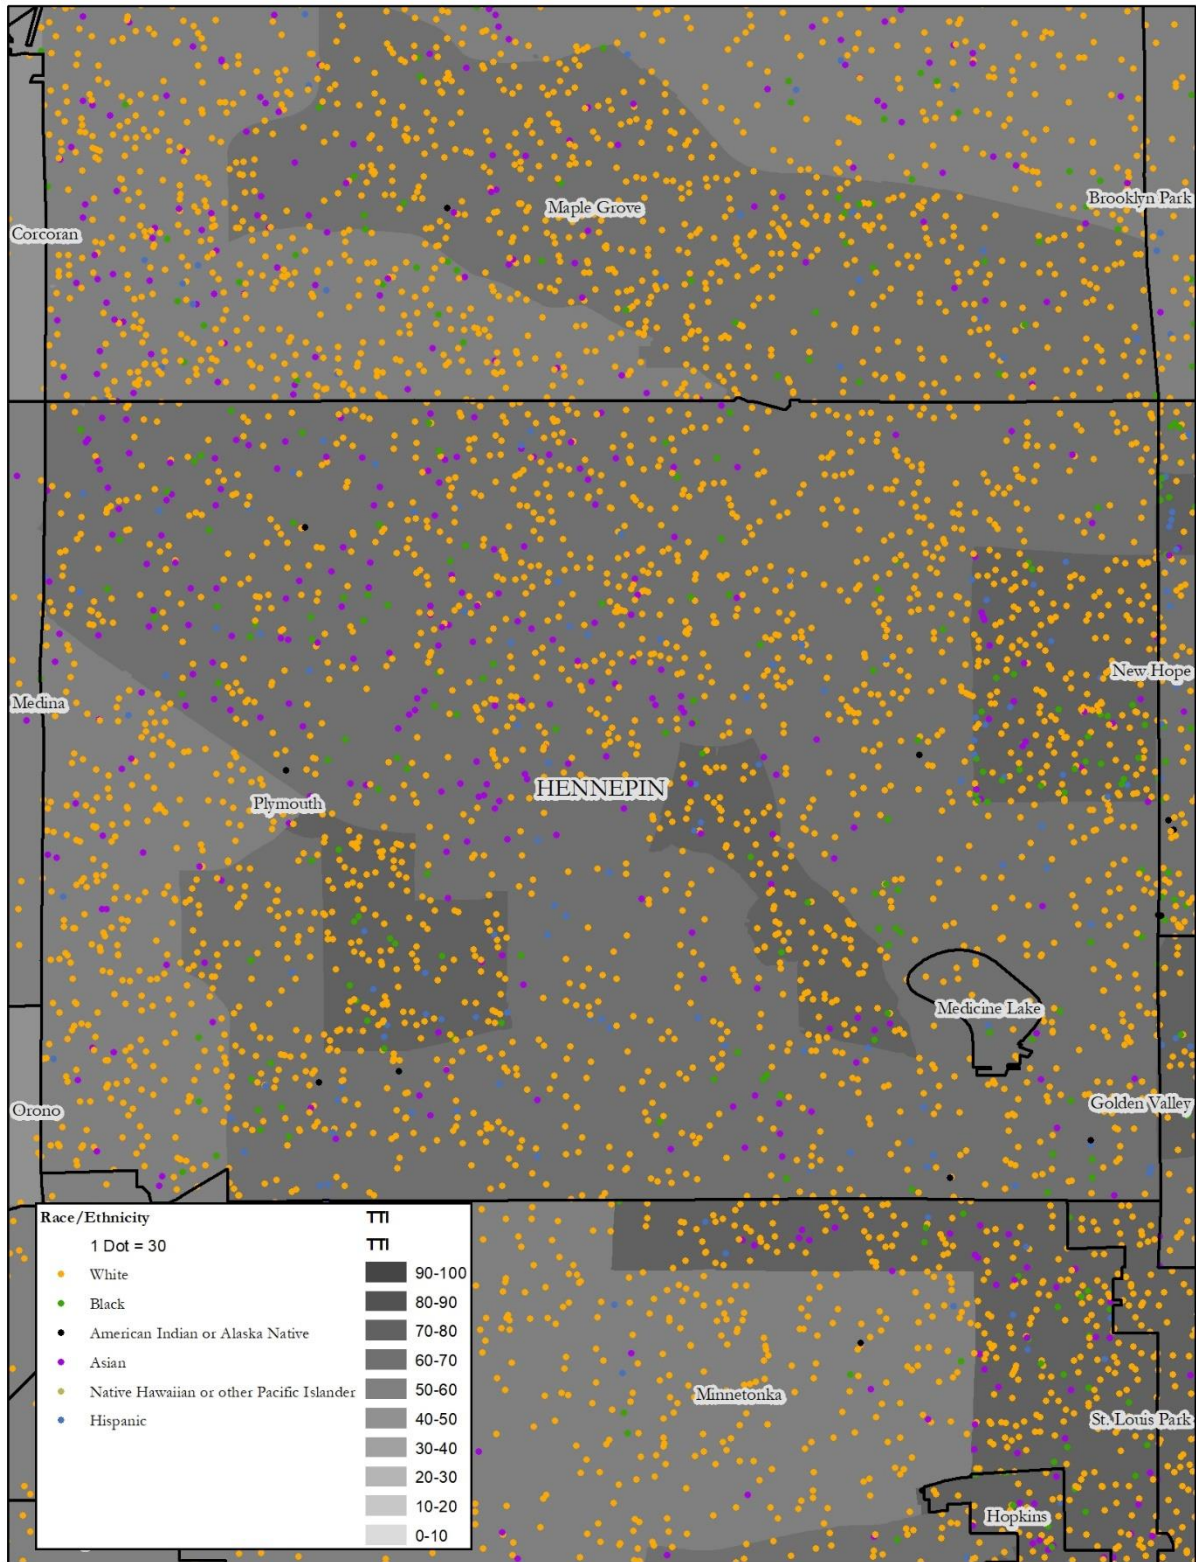 Maple Grove
Brooklyn Park
Corcoran
New Hope
Medina
HENNEPIN
Plymouth
Medicine Lake
Golden Valley
Orono
Race/Ethnicity
1 Dot = 30
White
Black
American Indian or Alaska Native
Asian
Native Hawaiian or other Pacific Islander
Hispanic
TTI
TTI
90-100
80-90
70-80
60-70
50-60
40-50
30-40
20-30
10-20
0-10
Minnetonka
St. Louis Park
Hopkins